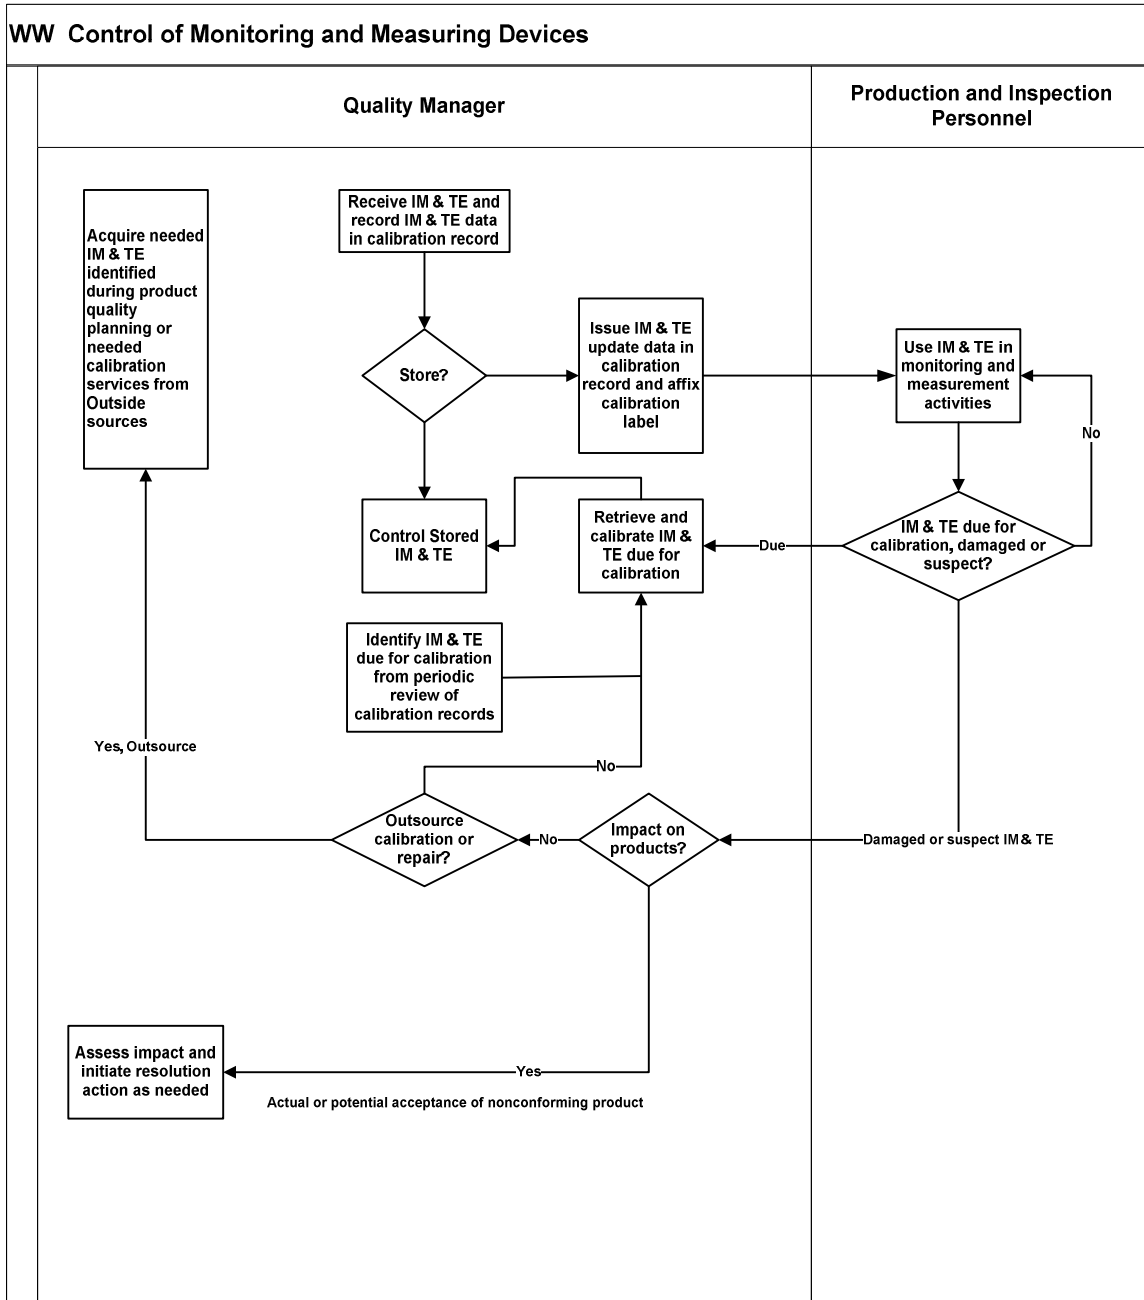 WW Control of Monitoring and Measuring Devices
Quality Manager
Production and Inspection
Personnel
Acquire needed
IM & TE
identified
during product
quality
planning or
needed
calibration
services from
Outside
sources
Receive IM & TE and
record IM & TE data
in calibration record
Store?
Issue IM & TE
update data in
calibration
record and affix
calibration
label
Use IM & TE in
monitoring and
measurement
activities
No
Control Stored
IM & TE
Retrieve and
calibrate IM &
TE due for
calibration
Due
IM & TE due for
calibration, damaged or
suspect?
Identify IM & TE
due for calibration
from periodic
review of
calibration records
Yes, Outsource
No
Outsource
calibration or
repair?
No
Impact on
products?
Damaged or suspect IM & TE
Assess impact and
initiate resolution
action as needed
Yes
Actual or potential acceptance of nonconforming product